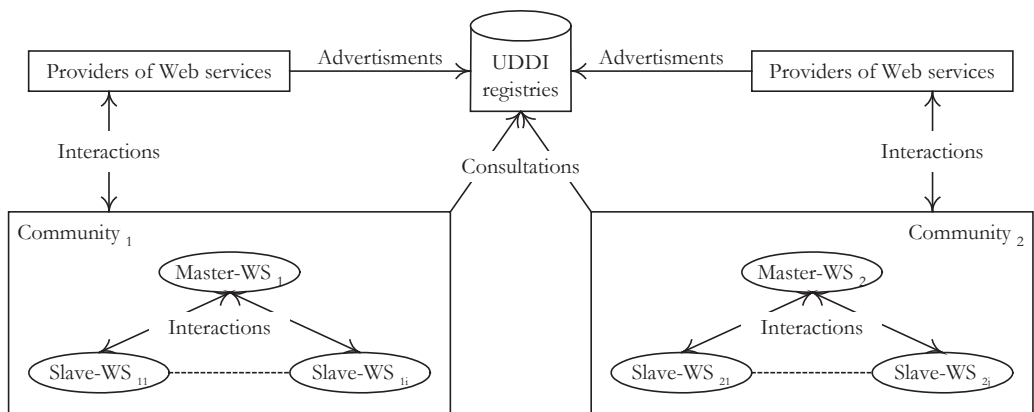 Providers of Web services
Advertisments
UDDI
registries
Advertisments
Providers of Web services
Interactions
Consultations
Interactions
Community 1
Master-WS 1
Interactions
Slave-WS 11
Slave-WS 1i
Community 2
Master-WS 2
Interactions
Slave-WS 21
Slave-WS 2j